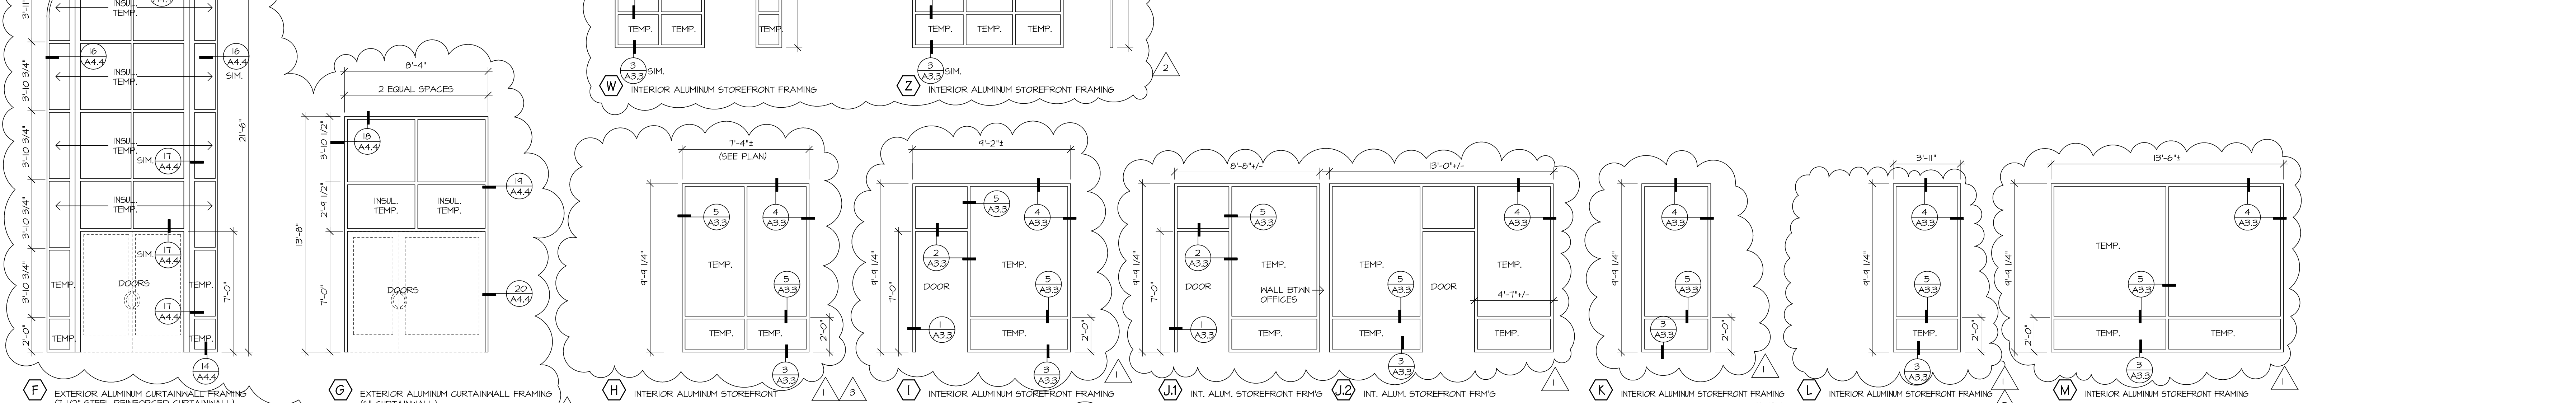 3'-11"
INSUL.
TEMP.
A4.4
16
A4.4
16
A4.4
SIM.
3'-10 3/4"
INSUL.
TEMP.
21'-6"
3'-10 3/4"
INSUL.
TEMP.
SIM.
17
A4.4
3'-10 3/4"
INSUL.
TEMP.
SIM.
17
A4.4
3'-10 3/4"
TEMP.
DOORS
TEMP.
7'-0"
17
A4.4
2'-0"
TEMP.
TEMP.
14
A4.4
F
EXTERIOR ALUMINUM CURTAINWALL FRAMING
(7 1/2" STEEL REINFORCED CURTAINWALL)
8'-4"
2 EQUAL SPACES
18
A4.4
3'-10 1/2"
19
A4.4
2'-9 1/2"
INSUL.
TEMP.
INSUL.
TEMP.
13'-8"
7'-0"
DOORS
20
A4.4
G
EXTERIOR ALUMINUM CURTAINWALL FRAMING
TEMP.
TEMP.
TEMP.
3
A3.3
SIM.
W
INTERIOR ALUMINUM STOREFRONT FRAMING
TEMP.
TEMP.
TEMP.
3
A3.3
SIM.
Z
INTERIOR ALUMINUM STOREFRONT FRAMING
2
7'-4"±
(SEE PLAN)
5
A3.3
4
A3.3
9'-9 1/4"
TEMP.
5
A3.3
TEMP.
TEMP.
2'-0"
3
A3.3
H
INTERIOR ALUMINUM STOREFRONT
1
3
9'-2"±
5
A3.3
4
A3.3
2
A3.3
TEMP.
9'-9 1/4"
7'-0"
DOOR
5
A3.3
1
A3.3
TEMP.
2'-0"
3
A3.3
I
INTERIOR ALUMINUM STOREFRONT FRAMING
1
8'-8"+/-
13'-0"+/-
5
A3.3
4
A3.3
2
A3.3
TEMP.
TEMP.
TEMP.
9'-9 1/4"
7'-0"
DOOR
WALL BTWN
OFFICES
5
A3.3
DOOR
4'-7"+/-
1
A3.3
TEMP.
TEMP.
TEMP.
3
A3.3
J.1
INT. ALUM. STOREFRONT FRM'G
J.2
INT. ALUM. STOREFRONT FRM'G
1
4
A3.3
9'-9 1/4"
5
A3.3
3
A3.3
2'-0"
K
INTERIOR ALUMINUM STOREFRONT FRAMING
1
3'-11"
4
A3.3
9'-9 1/4"
5
A3.3
TEMP.
2'-0"
3
A3.3
L
INTERIOR ALUMINUM STOREFRONT FRAMING
1
13'-6"±
4
A3.3
TEMP.
9'-9 1/4"
5
A3.3
2'-0"
TEMP.
TEMP.
3
A3.3
M
INTERIOR ALUMINUM STOREFRONT FRAMING
1